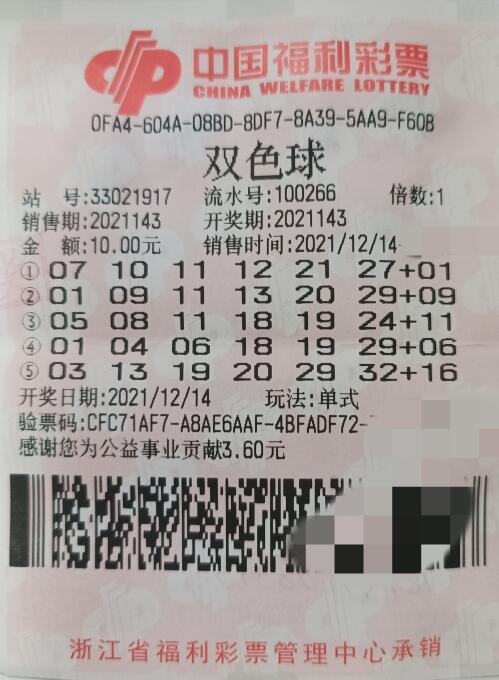 中国福利彩票
CHINA WELFARE LOTTERY
0FA4-604A-08BD-8DF7-8A39-5AA9-F60B
双色球
站 号:33021917 流水号:100266 倍数:1
销售期:2021143 开奖期:2021143
金 额:10.00元 销售时间:2021/12/14-
① 07 10 11 12 21 27+01
② 01 09 11 13 20 29+09
③ 05 08 11 18 19 24+11
④ 01 04 06 18 19 29+06
⑤ 03 13 19 20 29 32+16
开奖日期:2021/12/14 玩法:单式
验票码:CFC71AF7-A8AE6AAF-4BFADF72-
感谢您为公益事业贡献3.60元
浙江省福利彩票管理中心承销